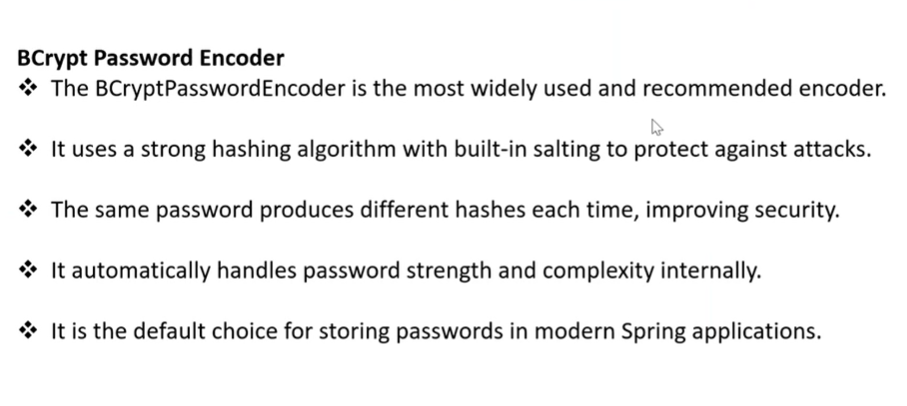 BCrypt Password Encoder
❖ The BCryptPasswordEncoder is the most widely used and recommended encoder.
❖ It uses a strong hashing algorithm with built-in salting to protect against attacks.
❖ The same password produces different hashes each time, improving security.
❖ It automatically handles password strength and complexity internally.
❖ It is the default choice for storing passwords in modern Spring applications.